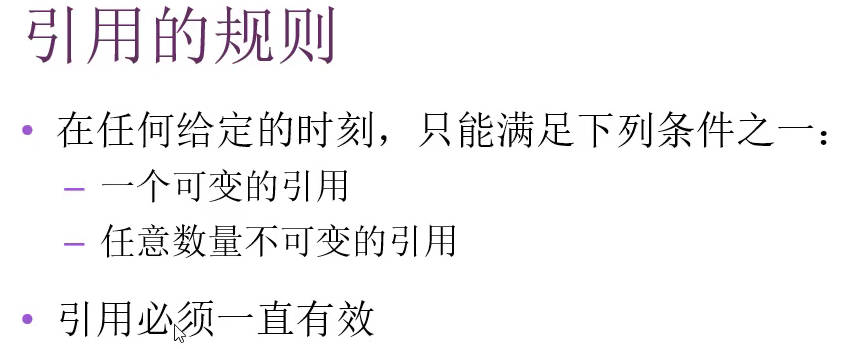 引用的规则
• 在任何给定的时刻，只能满足下列条件之一：
– 一个可变的引用
– 任意数量不可变的引用
• 引用必须一直有效